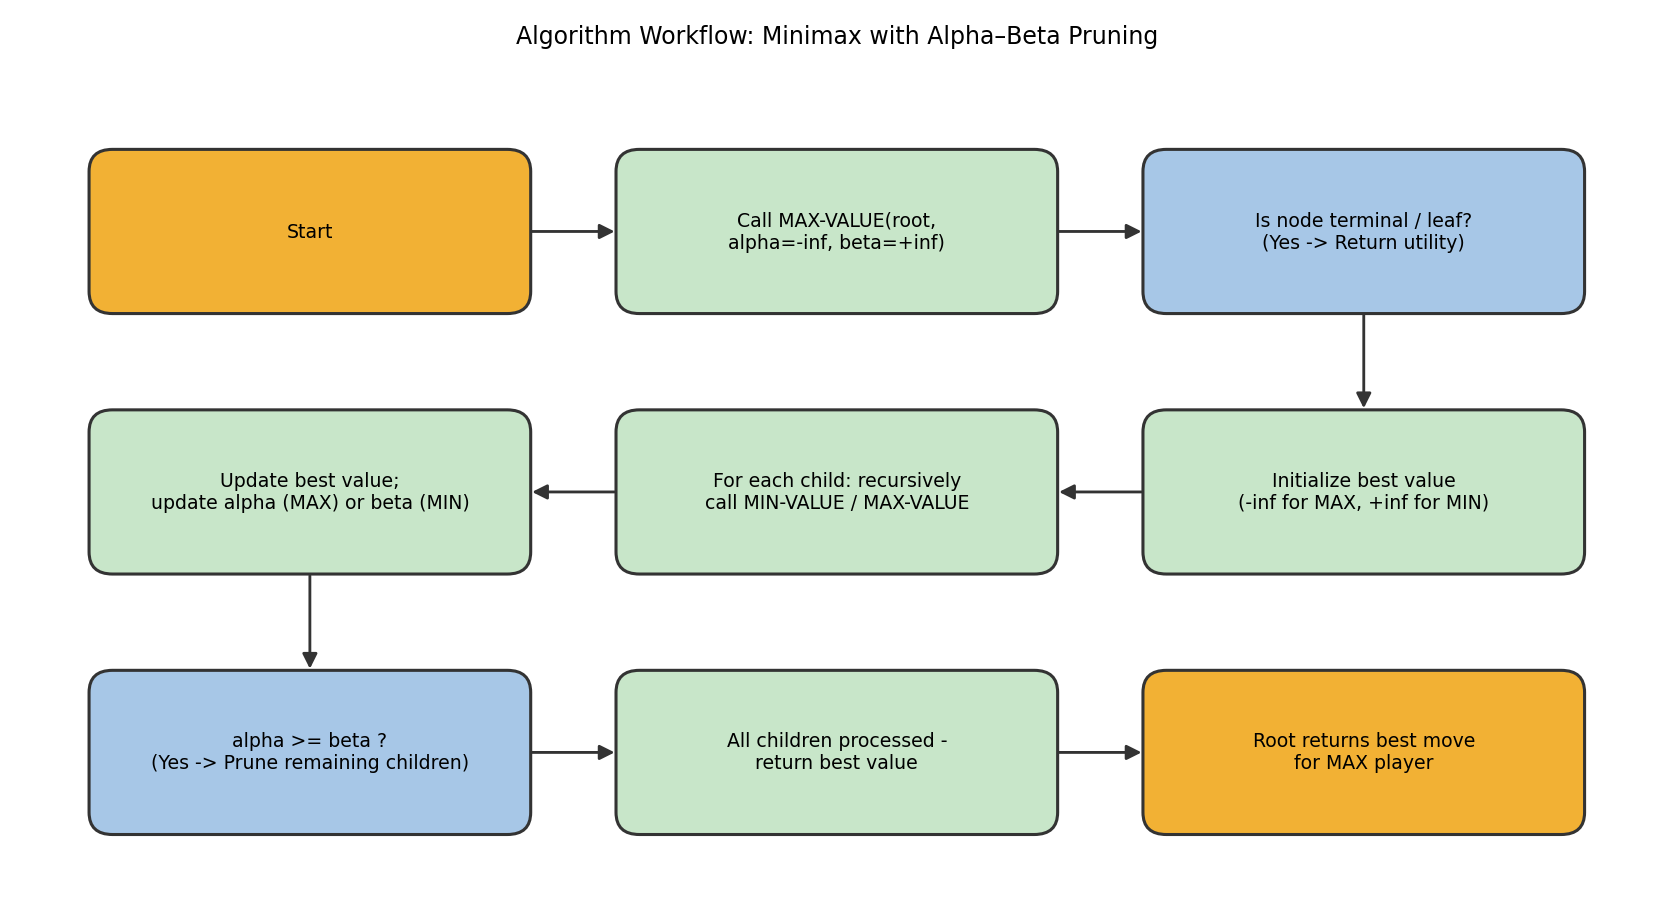 Algorithm Workflow: Minimax with Alpha–Beta Pruning
Start
Call MAX-VALUE(root,
alpha=-inf, beta=+inf)
Is node terminal / leaf?
(Yes -> Return utility)
Update best value;
update alpha (MAX) or beta (MIN)
For each child: recursively
call MIN-VALUE / MAX-VALUE
Initialize best value
(-inf for MAX, +inf for MIN)
alpha >= beta ?
(Yes -> Prune remaining children)
All children processed -
return best value
Root returns best move
for MAX player